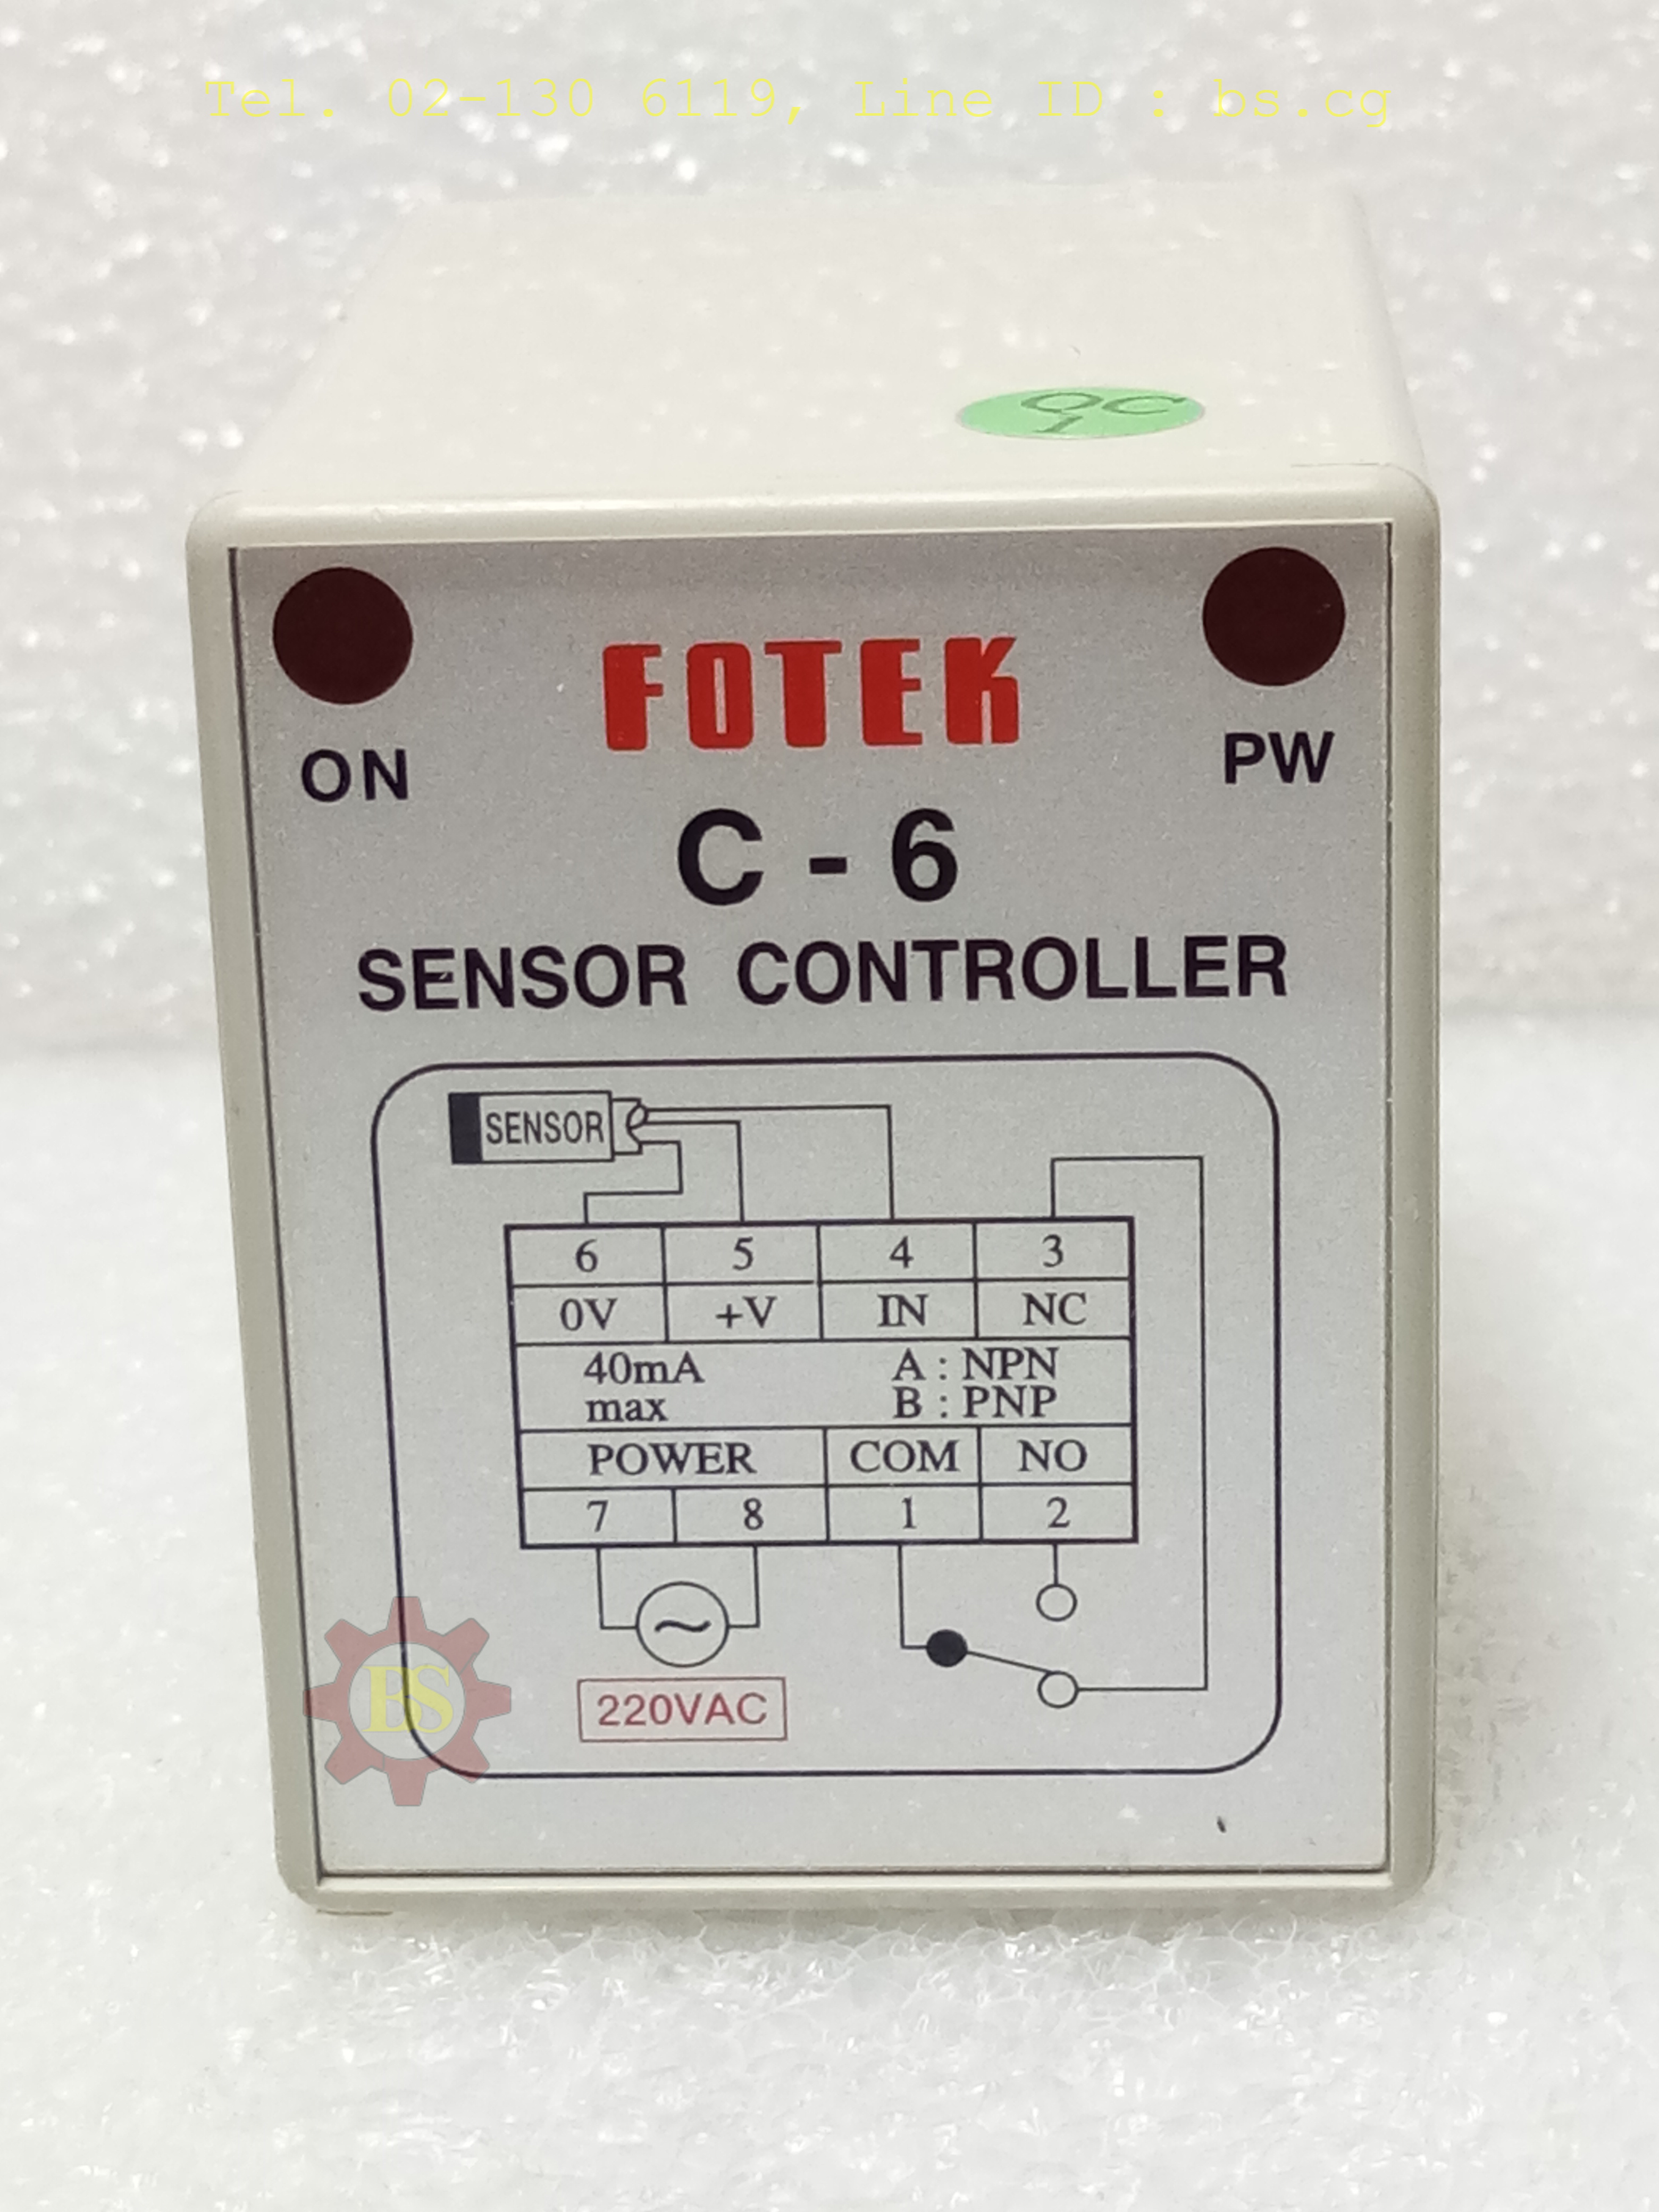 Tel. 02-130 6119, Line ID : bs.cg
QC
1
FOTEK
ON
PW
C - 6
SENSOR CONTROLLER
SENSOR
6 5 4 3
0V +V IN NC
40mA A : NPN
max B : PNP
POWER COM NO
7 8 1 2
220VAC
BS